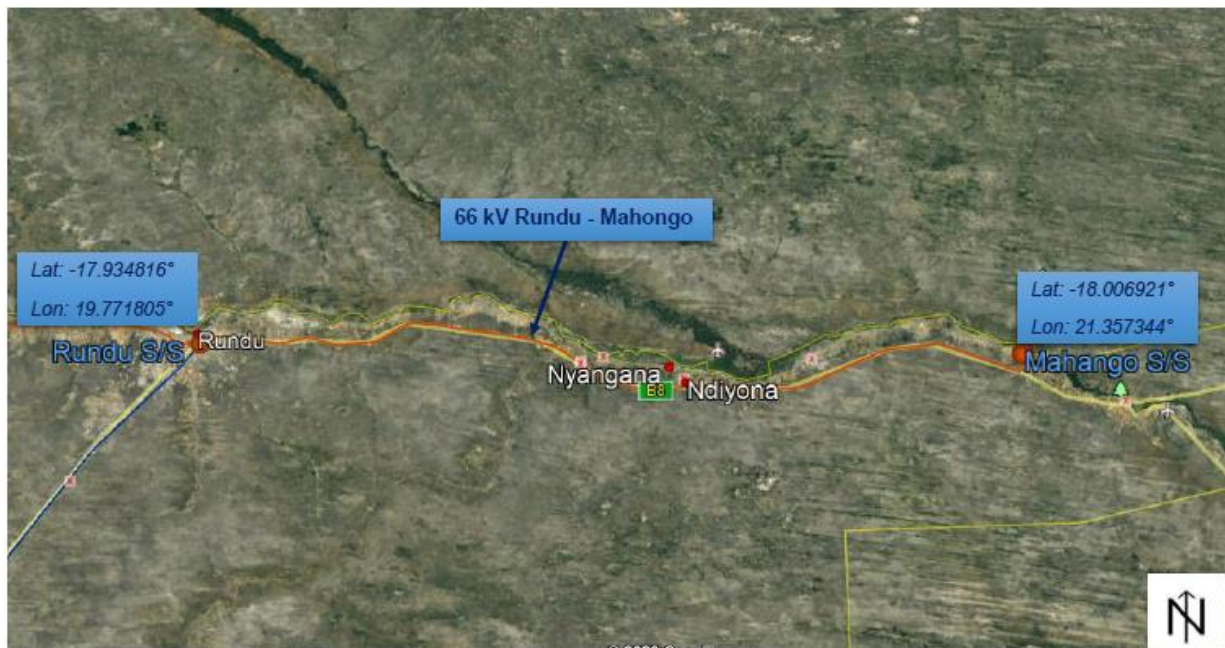 66 kV Rundu - Mahongo
Lat: -17.934816°
Lon: 19.771805°
Lat: -18.006921°
Lon: 21.357344°
Rundu
Rundu S/S
Nyangana
B8
Ndiyona
Mahango S/S
N